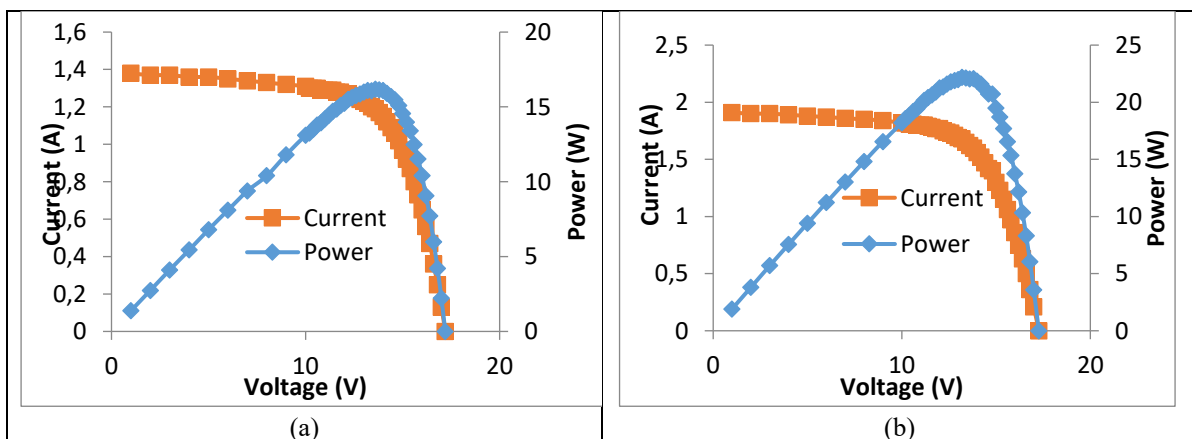 1,6
1,4
1,2
1
0,8
0,6
0,4
0,2
0
Current (A)
20
15
10
5
0
Power (W)
Current
Power
0
10
20
Voltage (V)
(a)
2,5
2
1,5
1
0,5
0
Current (A)
25
20
15
10
5
0
Power (W)
Current
Power
0
10
20
Voltage (V)
(b)